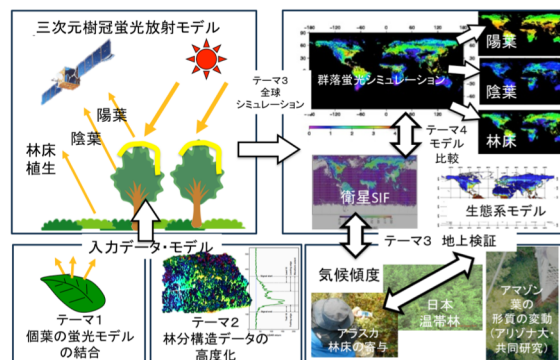 三次元樹冠蛍光放射モデル
陽葉
陰葉
林床
植生
テーマ3
全球
シミュレーション
群落蛍光シミュレーション
陽葉
陰葉
林床
テーマ4
モデル
比較
衛星SIF
生態系モデル
入力データ・モデル
テーマ1
個葉の蛍光モデル
の結合
テーマ2
林分構造データの
高度化
テーマ3 地上検証
気候傾度
アラスカ
林床の寄与
日本
温帯林
アマゾン
葉の
形質の変動
(アリゾナ大,
共同研究)